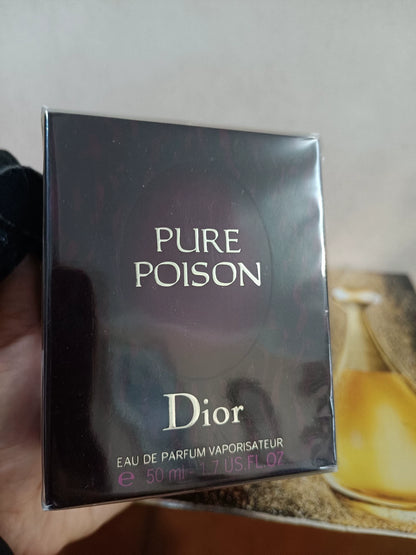 PURE
POISON
Dior
EAU DE PARFUM VAPORISATEUR
℮ 50 ml - 1.7 US.FL.OZ.